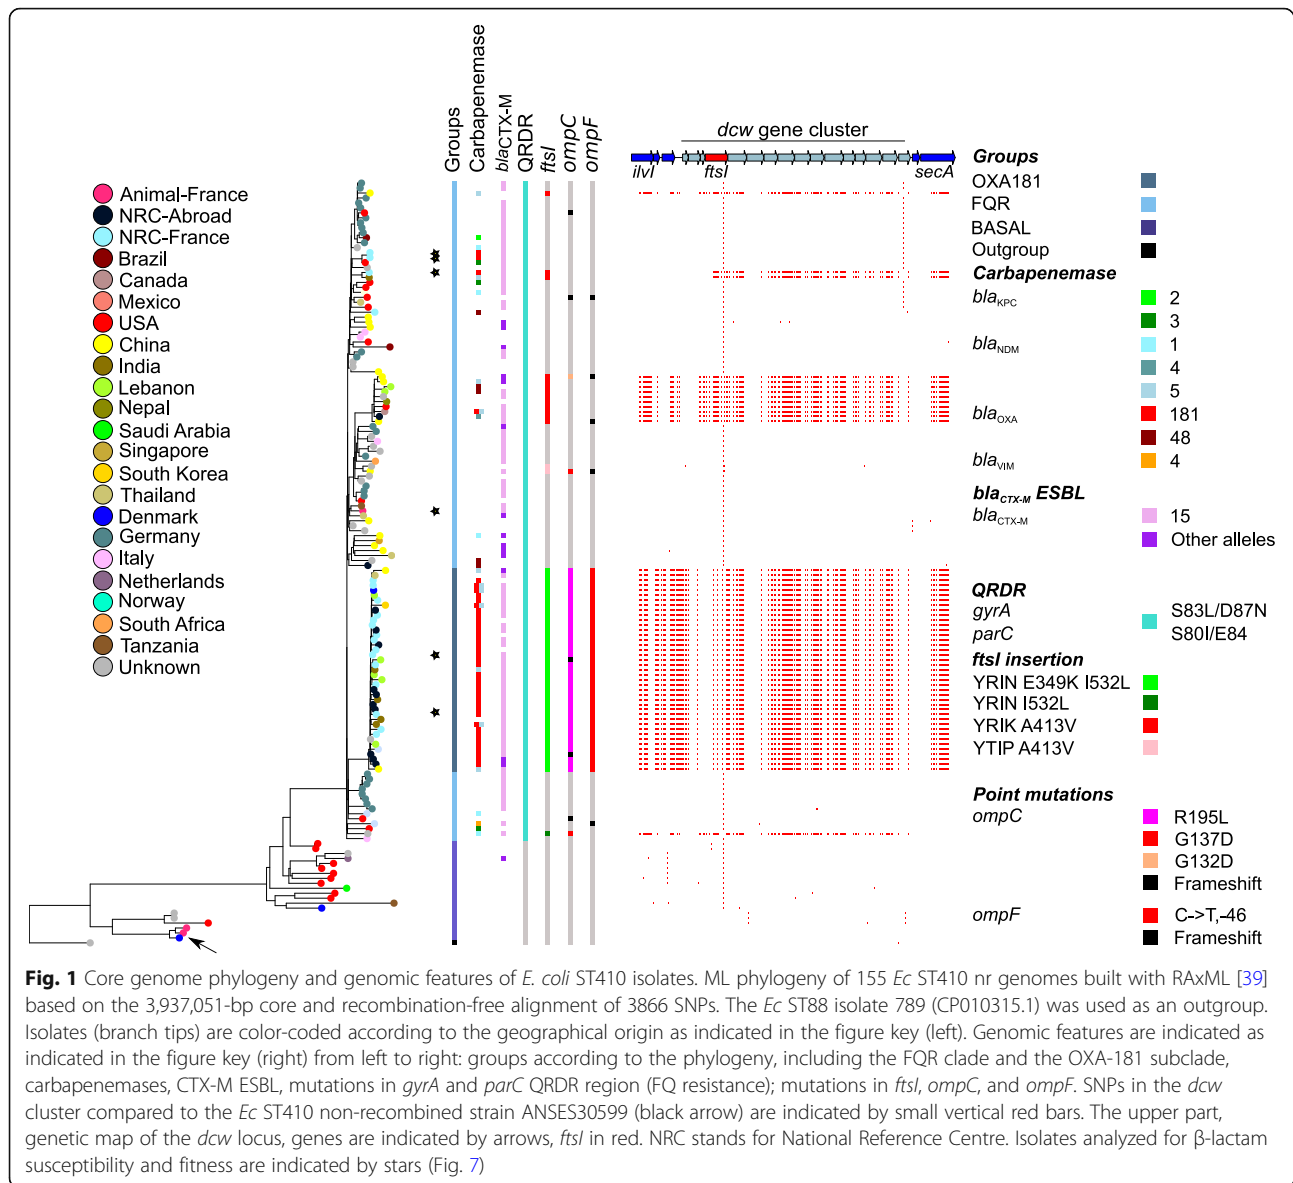 Groups
Carbapenemase
blaCTX-M
QRDR
ftsI
ompC
ompF
dcw gene cluster
ilvI
ftsI
secA
Animal-France
NRC-Abroad
NRC-France
Brazil
Canada
Mexico
USA
China
India
Lebanon
Nepal
Saudi Arabia
Singapore
South Korea
Thailand
Denmark
Germany
Italy
Netherlands
Norway
South Africa
Tanzania
Unknown
Groups
OXA181
FQR
BASAL
Outgroup
Carbapenemase
blaKPC
2
3
blaNDM
1
4
5
blaOXA
181
48
blaVIM
4
blaCTX-M ESBL
blaCTX-M
15
Other alleles
QRDR
gyrA S83L/D87N
parC S80I/E84
ftsI insertion
YRIN E349K I532L
YRIN I532L
YRIK A413V
YTIP A413V
Point mutations
ompC
R195L
G137D
G132D
Frameshift
ompF
C->T,-46
Frameshift
Fig. 1 Core genome phylogeny and genomic features of E. coli ST410 isolates. ML phylogeny of 155 Ec ST410 nr genomes built with RAxML [39]
based on the 3,937,051-bp core and recombination-free alignment of 3866 SNPs. The Ec ST88 isolate 789 (CP010315.1) was used as an outgroup.
Isolates (branch tips) are color-coded according to the geographical origin as indicated in the figure key (left). Genomic features are indicated as
indicated in the figure key (right) from left to right: groups according to the phylogeny, including the FQR clade and the OXA-181 subclade,
carbapenemases, CTX-M ESBL, mutations in gyrA and parC QRDR region (FQ resistance); mutations in ftsI, ompC, and ompF. SNPs in the dcw
cluster compared to the Ec ST410 non-recombined strain ANSES30599 (black arrow) are indicated by small vertical red bars. The upper part,
genetic map of the dcw locus, genes are indicated by arrows, ftsI in red. NRC stands for National Reference Centre. Isolates analyzed for β-lactam
susceptibility and fitness are indicated by stars (Fig. 7)